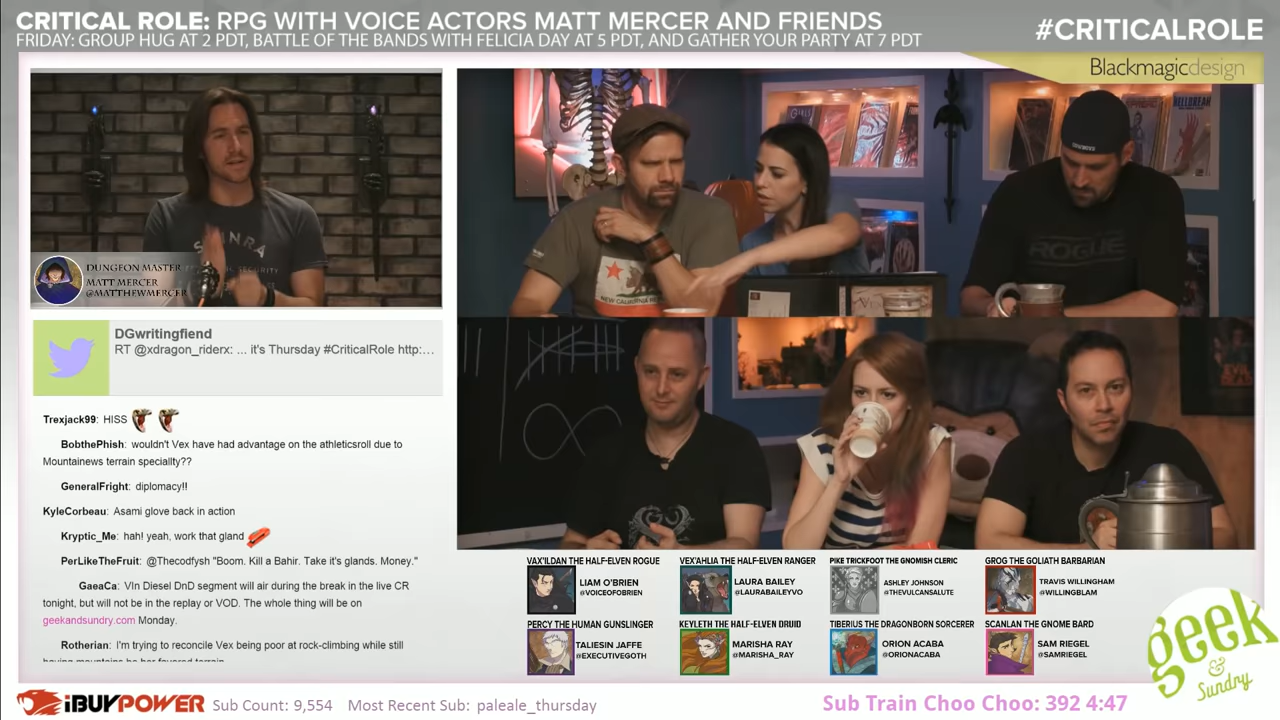 CRITICAL ROLE: RPG WITH VOICE ACTORS MATT MERCER AND FRIENDS
FRIDAY: GROUP HUG AT 2 PDT, BATTLE OF THE BANDS WITH FELICIA DAY AT 5 PDT, AND GATHER YOUR PARTY AT 7 PDT
#CRITICALROLE
Blackmagicdesign
DUNGEON MASTER:
MATT MERCER
@MATTHEWMERCER
SECURITY
ROGUE
HELLBREAK
DGwritingfiend
RT @xdragon_riderx: ... it's Thursday #CriticalRole http:...
Trexjack99: HISS
BobthePhish: wouldn't Vex have had advantage on the athleticsroll due to
Mountainews terrain speciallty??
GeneralFright: diplomacy!!
KyleCorbeau: Asami glove back in action
Kryptic_Me: hah! yeah, work that gland
PerLikeTheFruit: @Thecodfysh "Boom. Kill a Bahir. Take it's glands. Money."
GaeaCa: VIn Diesel DnD segment will air during the break in the live CR
tonight, but will not be in the replay or VOD. The whole thing will be on
geekandsundry.com Monday.
Rotherian: I'm trying to reconcile Vex being poor at rock-climbing while still
having mountains be her favored terrain
VAX'ILDAN THE HALF-ELVEN ROGUE
LIAM O'BRIEN
@VOICEOFOBRIEN
VEX'AHLIA THE HALF-ELVEN RANGER
LAURA BAILEY
@LAURABAILEYVO
PIKE TRICKFOOT THE GNOMISH CLERIC
ASHLEY JOHNSON
@THEVULCANSALUTE
GROG THE GOLIATH BARBARIAN
TRAVIS WILLINGHAM
@WILLINGBLAM
PERCY THE HUMAN GUNSLINGER
TALIESIN JAFFE
@EXECUTIVEGOTH
KEYLETH THE HALF-ELVEN DRUID
MARISHA RAY
@MARISHA_RAY
TIBERIUS THE DRAGONBORN SORCERER
ORION ACABA
@ORIONACABA
SCANLAN THE GNOME BARD
SAM RIEGEL
@SAMRIEGEL
geek
&
Sundry
iBUYPOWER
Sub Count: 9,554
Most Recent Sub: paleale_thursday
Sub Train Choo Choo: 392 4:47